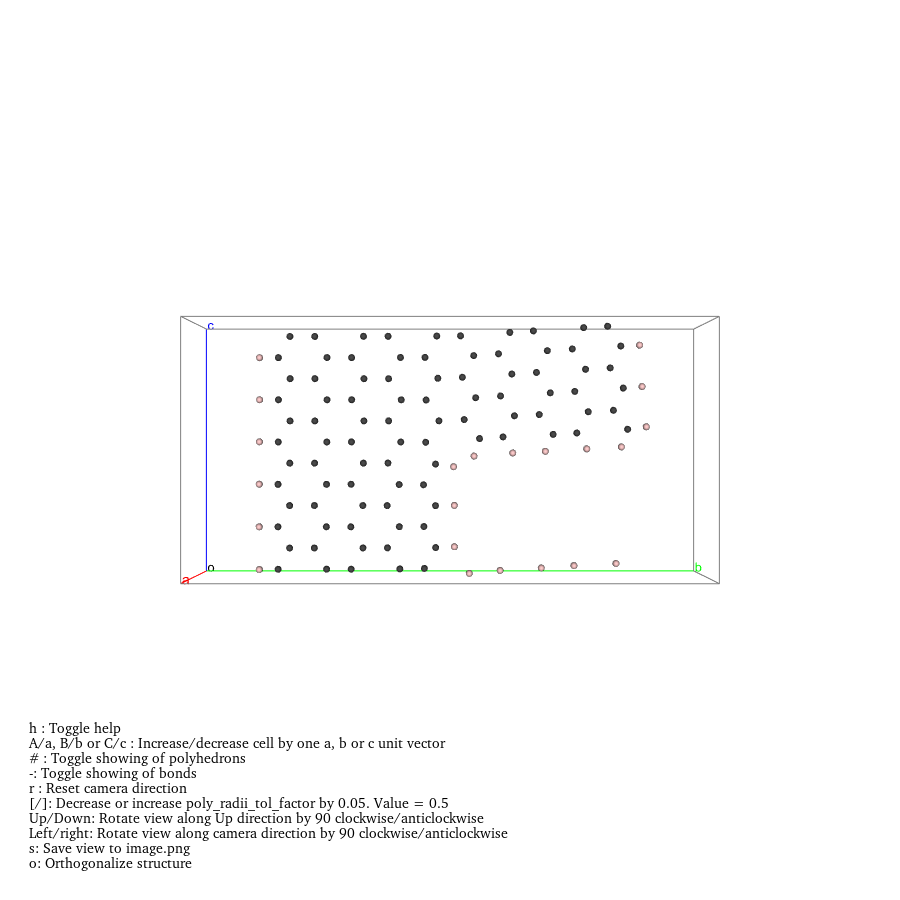 c
o
a
b
h : Toggle help
A/a, B/b or C/c : Increase/decrease cell by one a, b or c unit vector
# : Toggle showing of polyhedrons
-: Toggle showing of bonds
r : Reset camera direction
[/]: Decrease or increase poly_radii_tol_factor by 0.05. Value = 0.5
Up/Down: Rotate view along Up direction by 90 clockwise/anticlockwise
Left/right: Rotate view along camera direction by 90 clockwise/anticlockwise
s: Save view to image.png
o: Orthogonalize structure